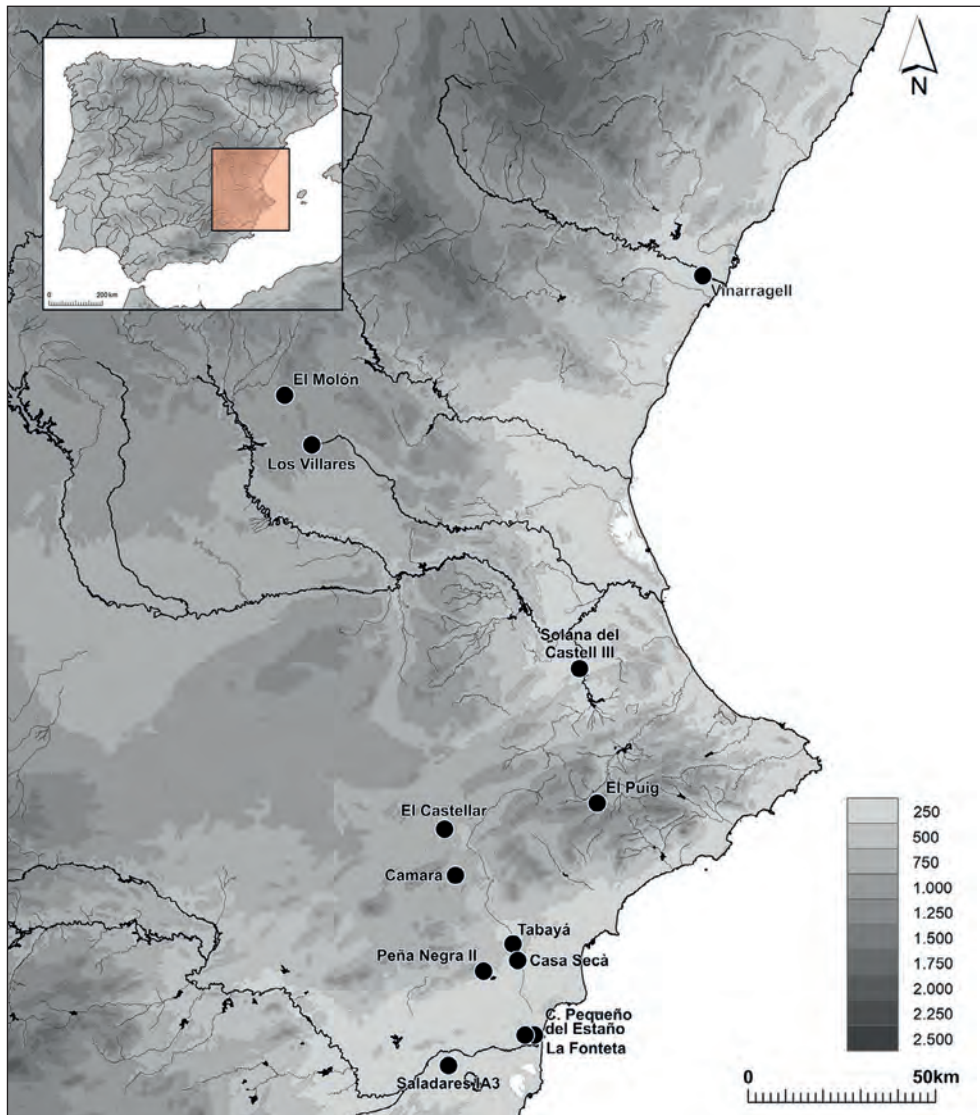 N
0 200km
Vinarragell
El Molón
Los Villares
Solana del
Castell III
El Puig
El Castellar
Camara
Tabayá
Casa Secà
Peña Negra II
C. Pequeño
del Estaño
La Fonteta
Saladares IA3
250
500
750
1.000
1.250
1.500
1.750
2.000
2.250
2.500
0 50km